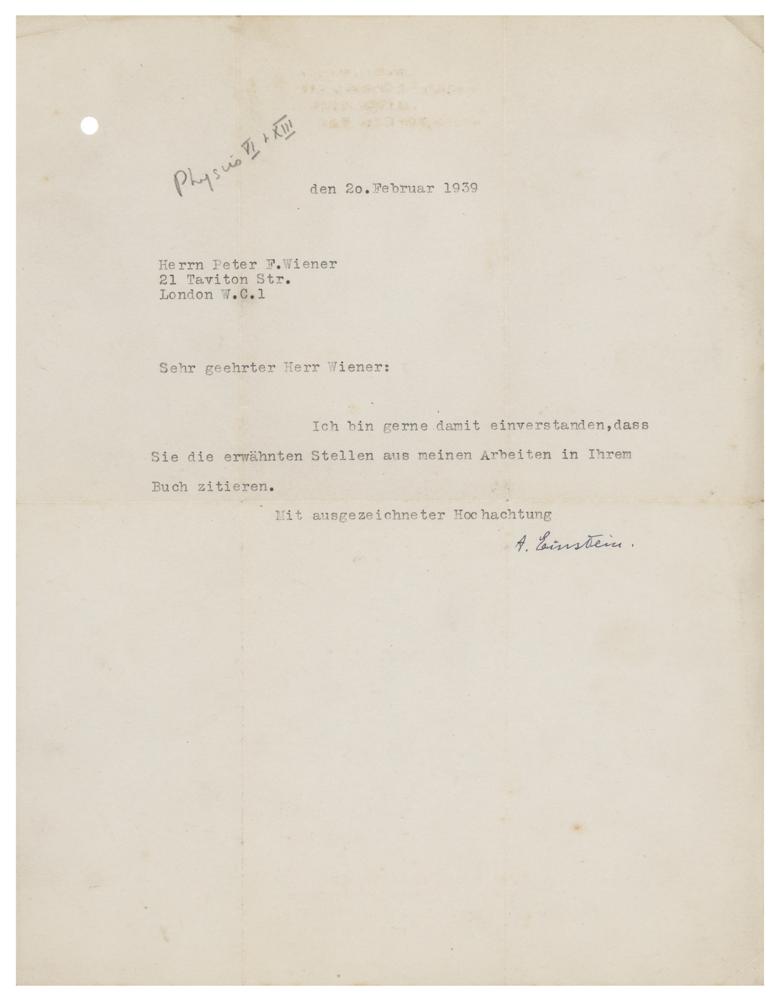 Physics VI + XIII
den 2o.Februar 1939
Herrn Peter F.Wiener
21 Taviton Str.
London W.C.1
Sehr geehrter Herr Wiener:
Ich bin gerne damit einverstanden,dass
Sie die erwähnten Stellen aus meinen Arbeiten in Ihrem
Buch zitieren.
Mit ausgezeichneter Hochachtung
A. Einstein.